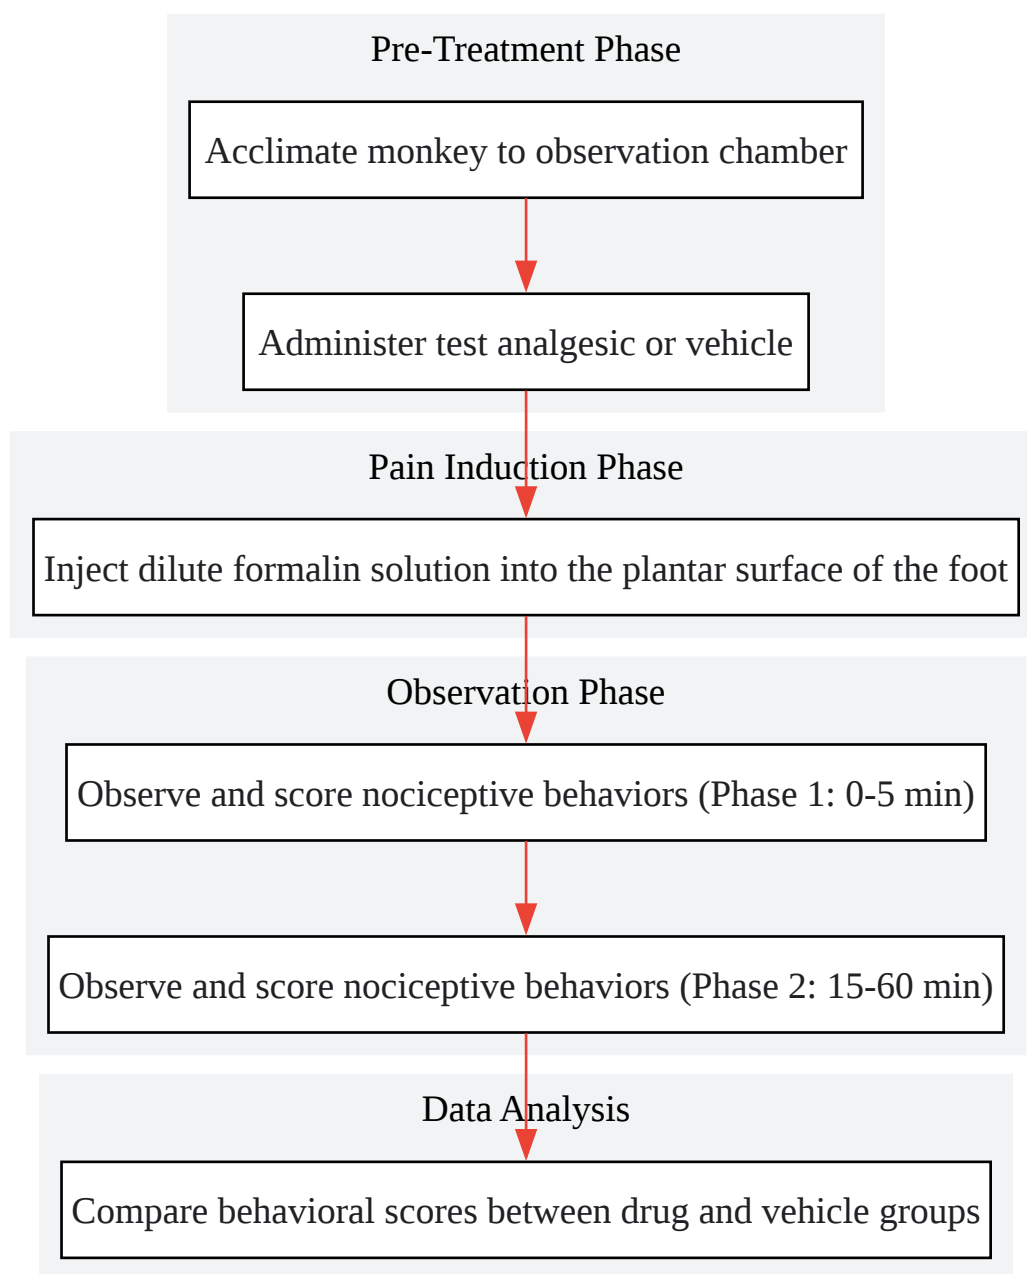 Pre-Treatment Phase
Acclimate monkey to observation chamber
Administer test analgesic or vehicle
Pain Induction Phase
Inject dilute formalin solution into the plantar surface of the foot
Observation Phase
Observe and score nociceptive behaviors (Phase 1: 0-5 min)
Observe and score nociceptive behaviors (Phase 2: 15-60 min)
Data Analysis
Compare behavioral scores between drug and vehicle groups